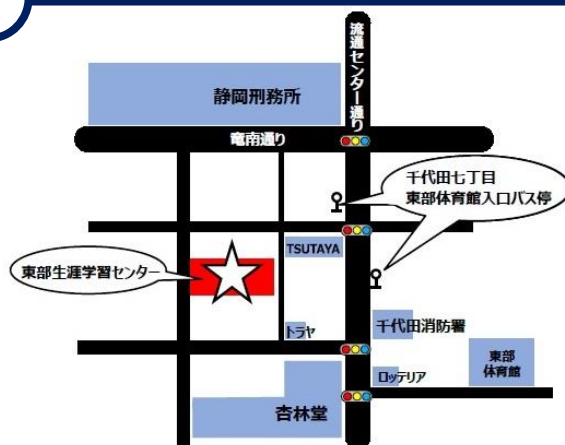 流通センター通り
静岡刑務所
竜南通り
千代田七丁目
東部体育館入口バス停
TSUTAYA
東部生涯学習センター
トラヤ
千代田消防署
東部
体育館
ロッテリア
杏林堂